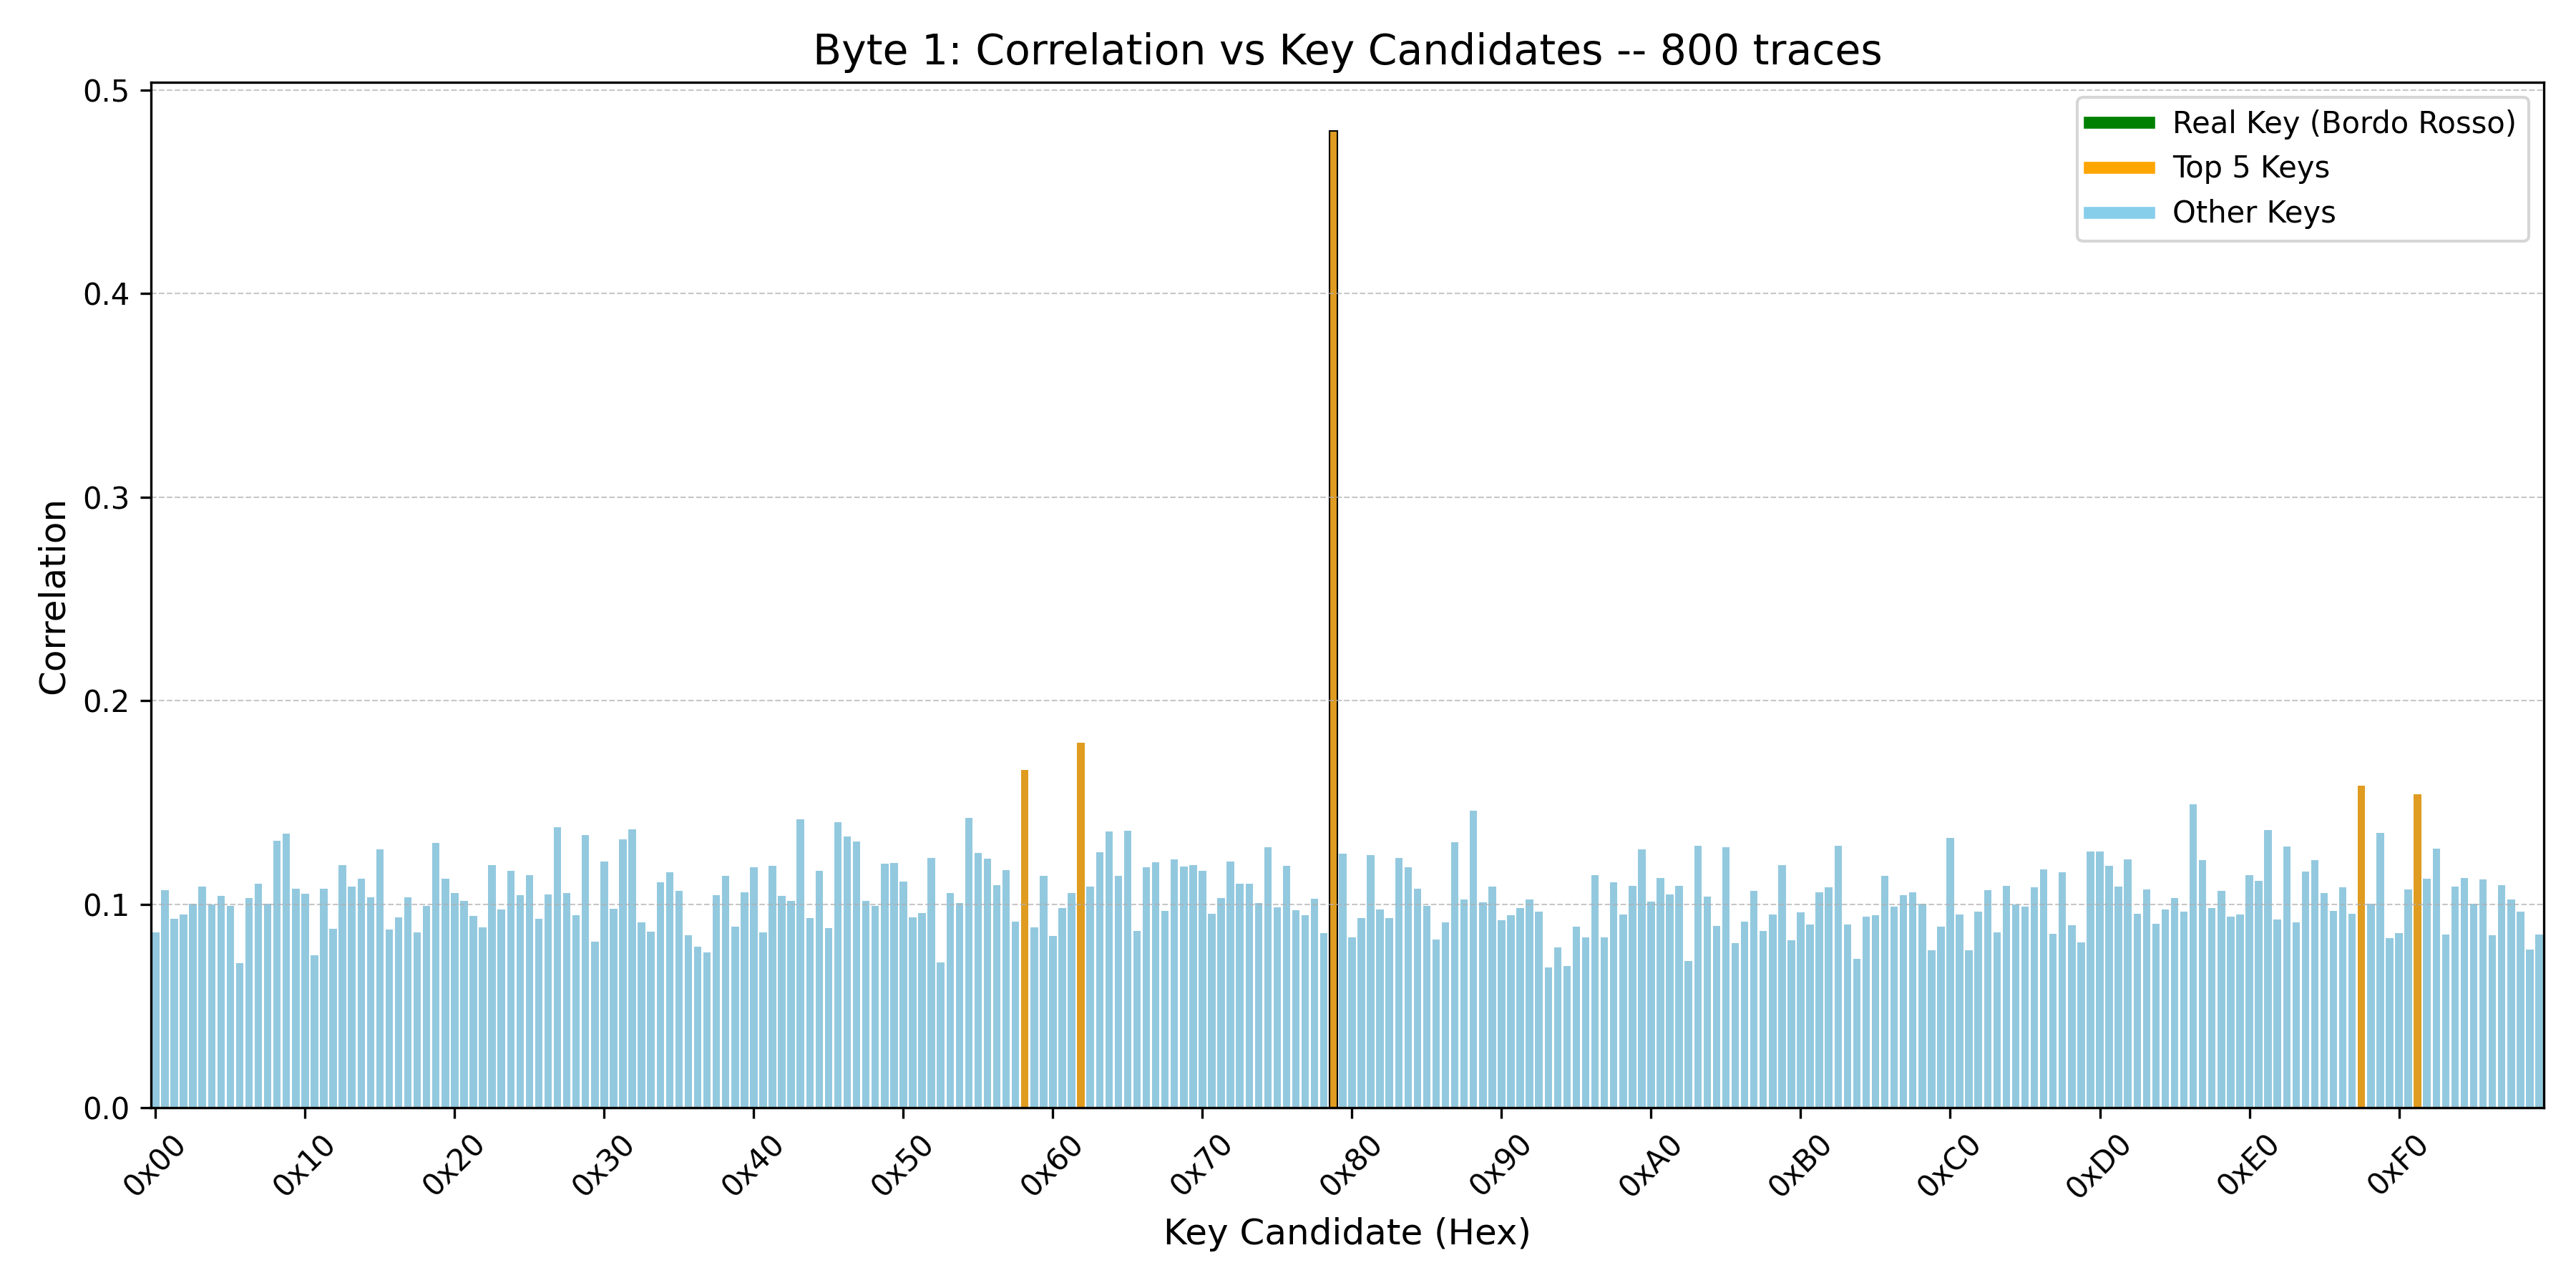 Byte 1: Correlation vs Key Candidates -- 800 traces
Real Key (Bordo Rosso)
Top 5 Keys
Other Keys
Correlation
0.5
0.4
0.3
0.2
0.1
0.0
0x00 0x10 0x20 0x30 0x40 0x50 0x60 0x70 0x80 0x90 0xA0 0xB0 0xC0 0xD0 0xE0 0xF0
Key Candidate (Hex)